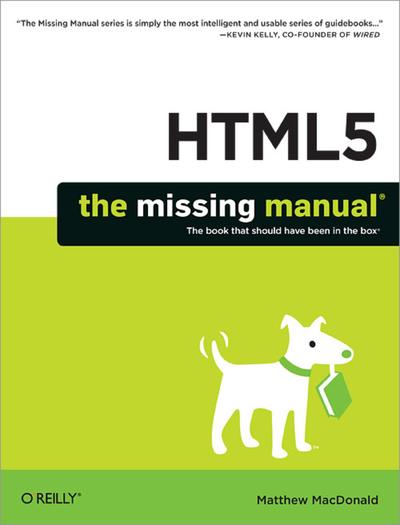 "The Missing Manual series is simply the most intelligent and usable series of guidebooks..."
—KEVIN KELLY, CO-FOUNDER OF WIRED
HTML5
the missing manual®
The book that should have been in the box®
O'REILLY®
Matthew MacDonald